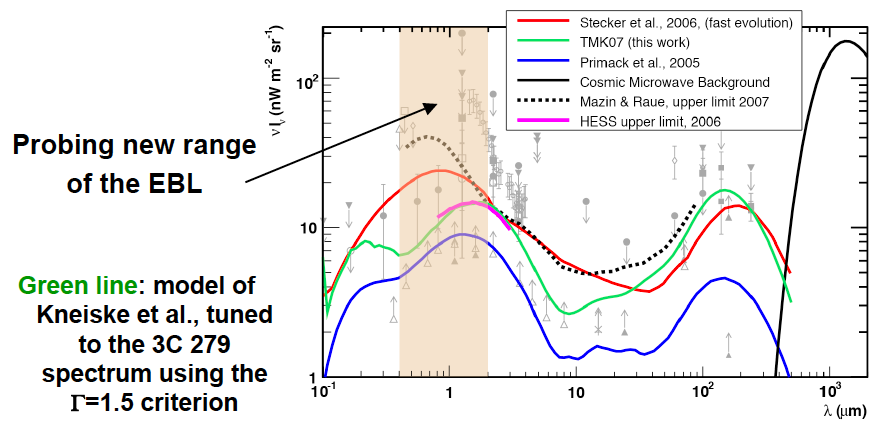 Stecker et al., 2006, (fast evolution)
TMK07 (this work)
Primack et al., 2005
Cosmic Microwave Background
Mazin & Raue, upper limit 2007
HESS upper limit, 2006
ν Iν (nW m⁻² sr⁻¹)
10²
10
1
Probing new range
of the EBL
Green line: model of
Kneiske et al., tuned
to the 3C 279
spectrum using the
Γ=1.5 criterion
10⁻¹
1
10
10²
10³
λ (μm)